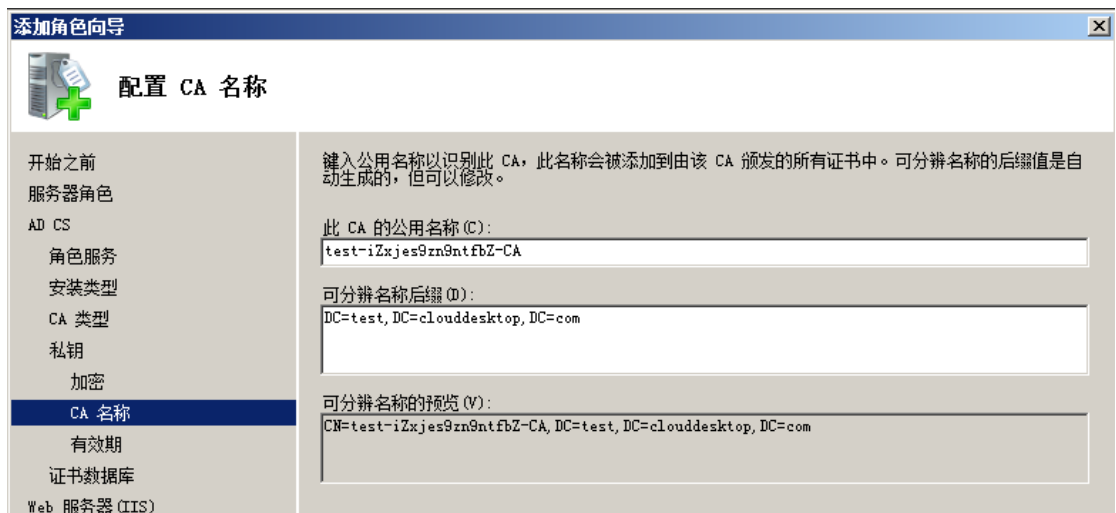 添加角色向导
配置 CA 名称
开始之前
服务器角色
AD CS
角色服务
安装类型
CA 类型
私钥
加密
CA 名称
有效期
证书数据库
Web 服务器(IIS)
键入公用名称以识别此 CA，此名称会被添加到由该 CA 颁发的所有证书中。可分辨名称的后缀值是自
动生成的，但可以修改。
此 CA 的公用名称(C):
test-iZxjes9zn9ntfbZ-CA
可分辨名称后缀(D):
DC=test,DC=clouddesktop,DC=com
可分辨名称的预览(V):
CN=test-iZxjes9zn9ntfbZ-CA,DC=test,DC=clouddesktop,DC=com